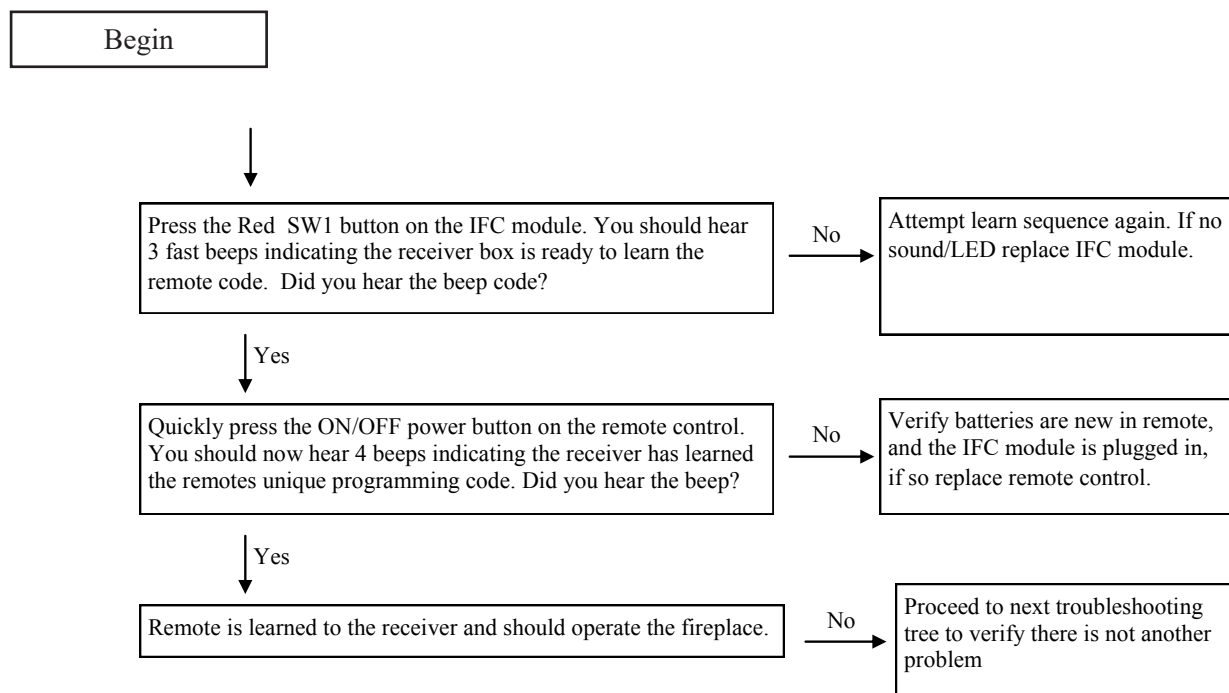 Begin
Press the Red  SW1 button on the IFC module. You should hear
3 fast beeps indicating the receiver box is ready to learn the
remote code.  Did you hear the beep code?
No
Attempt learn sequence again. If no
sound/LED replace IFC module.
Yes
Quickly press the ON/OFF power button on the remote control.
You should now hear 4 beeps indicating the receiver has learned
the remotes unique programming code. Did you hear the beep?
No
Verify batteries are new in remote,
and the IFC module is plugged in,
if so replace remote control.
Yes
Remote is learned to the receiver and should operate the fireplace.
No
Proceed to next troubleshooting
tree to verify there is not another
problem